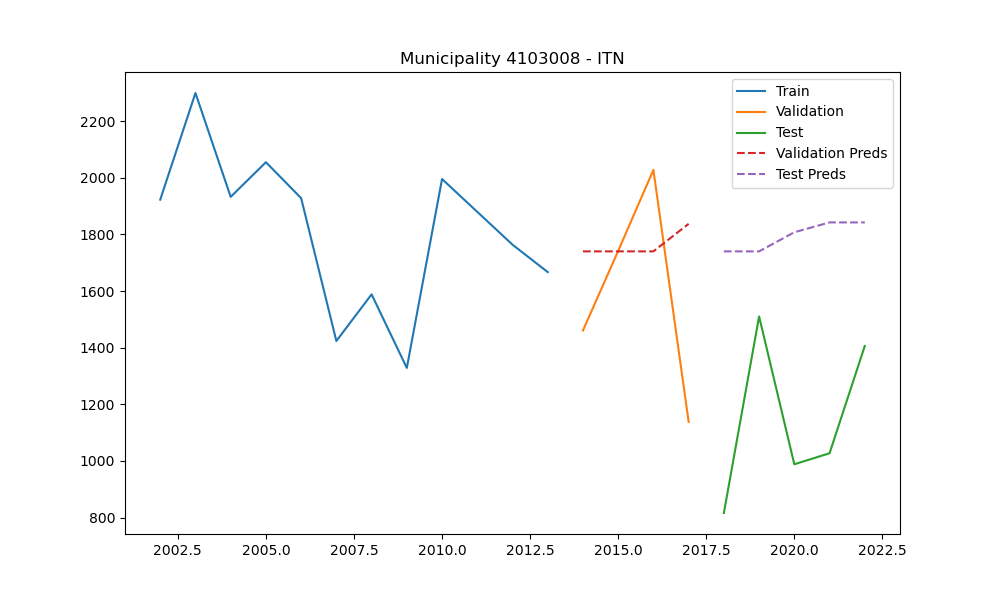 Municipality 4103008 - ITN
Train
Validation
Test
Validation Preds
Test Preds
2200
2000
1800
1600
1400
1200
1000
800
2002.5 2005.0 2007.5 2010.0 2012.5 2015.0 2017.5 2020.0 2022.5